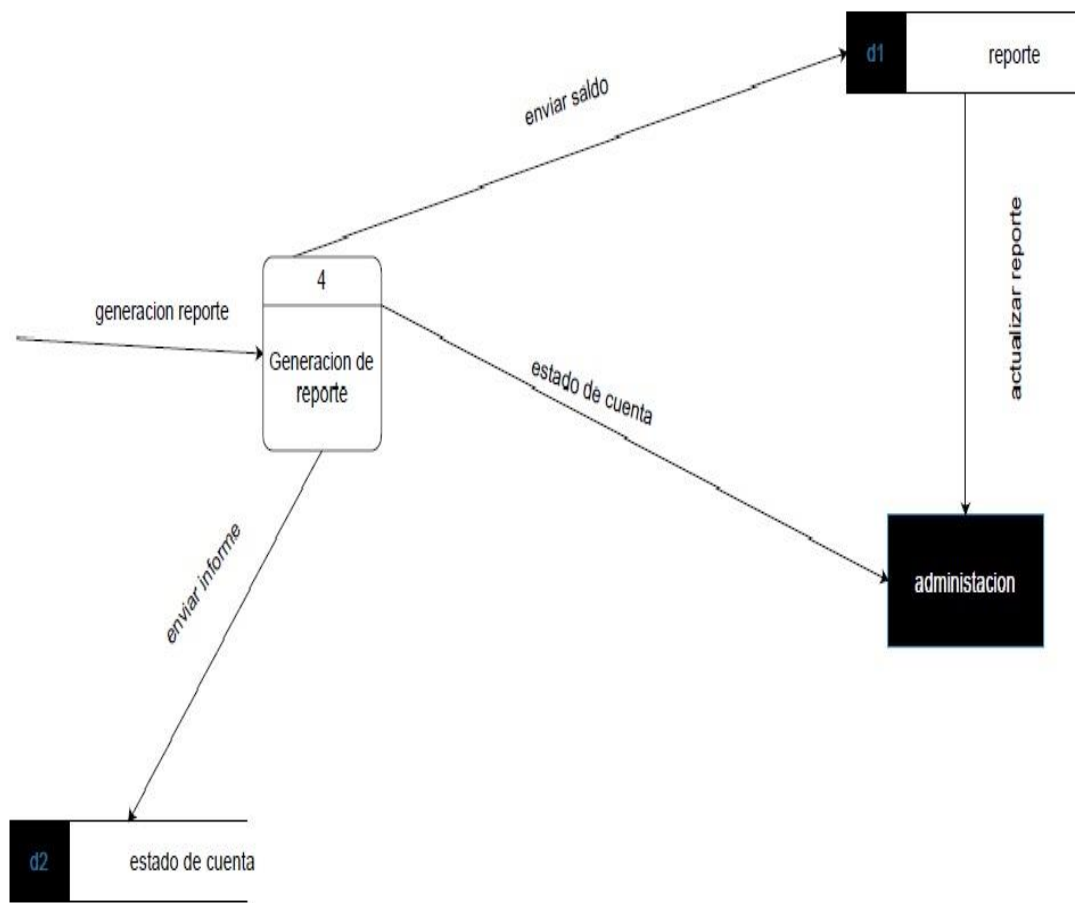 d1
reporte
enviar saldo
4
generacion reporte
Generacion de
reporte
estado de cuenta
actualizar reporte
enviar informe
administacion
d2
estado de cuenta